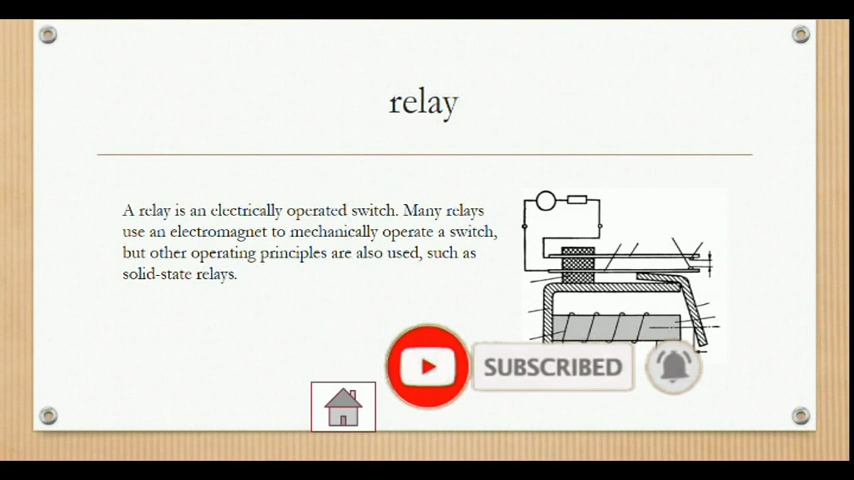 relay
A relay is an electrically operated switch. Many relays
use an electromagnet to mechanically operate a switch,
but other operating principles are also used, such as
solid-state relays.
SUBSCRIBED